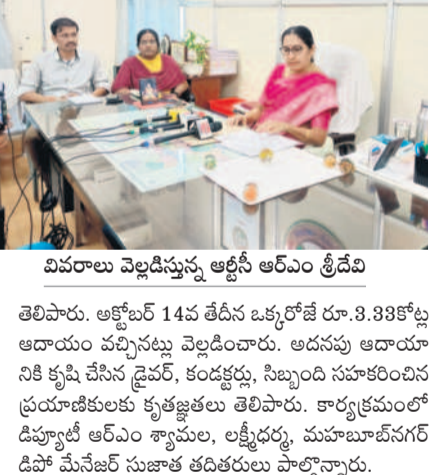 వివరాలు వెల్లడిస్తున్న ఆర్టీసీ ఆర్ఎం శ్రీదేవి
తెలిపారు. అక్టోబర్ 14వ తేదీన ఒక్కరోజే రూ.3.33కోట్ల
ఆదాయం వచ్చినట్లు వెల్లడించారు. అదనపు ఆదాయా
నికి కృషి చేసిన డ్రైవర్, కండక్టర్లు, సిబ్బంది సహకరించిన
ప్రయాణికులకు కృతజ్ఞతలు తెలిపారు. కార్యక్రమంలో
డిప్యూటీ ఆర్ఎం శ్యామల, లక్ష్మీధర్మ, మహబూబ్‌నగర్
డిపో మేనేజర్ సుజాత తదితరులు పాల్గొన్నారు.